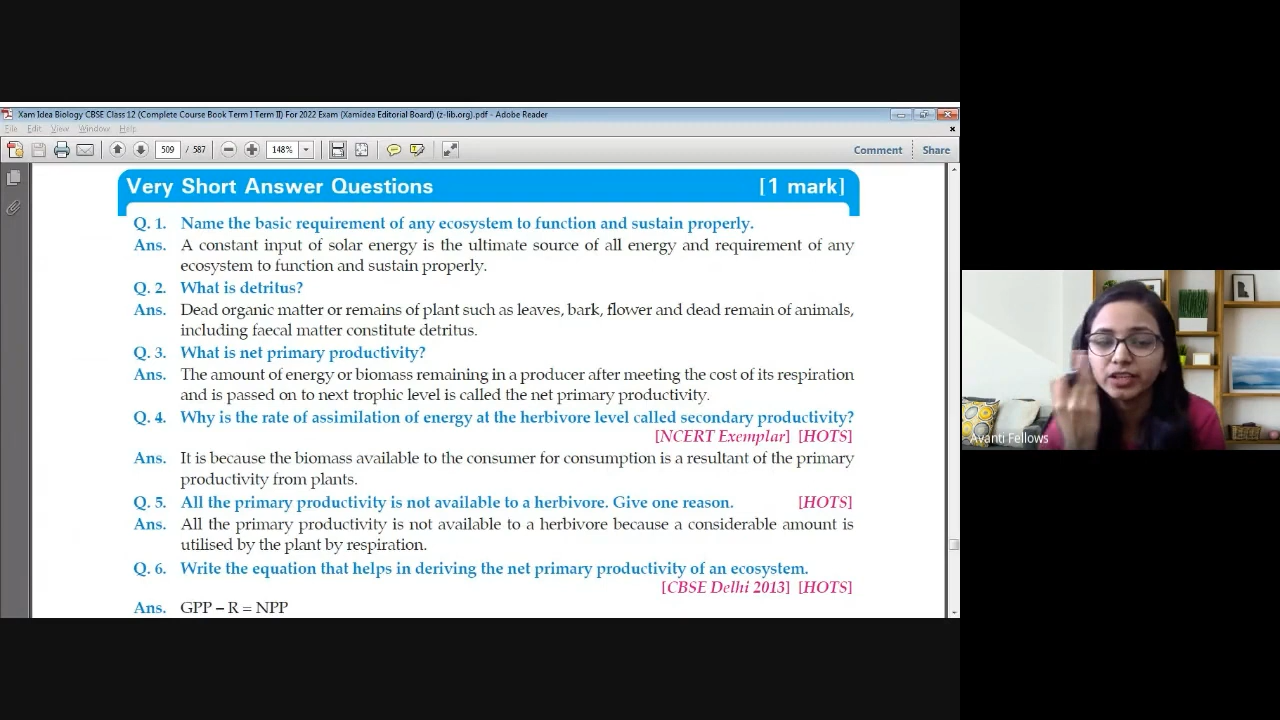 Xam Idea Biology CBSE Class 12 (Complete Course Book Term I Term II) For 2022 Exam (Xamidea Editorial Board) (z-lib.org).pdf - Adobe Reader
File Edit View Window Help
509 / 587 148% Comment Share
Very Short Answer Questions [1 mark]
Q. 1. Name the basic requirement of any ecosystem to function and sustain properly.
Ans. A constant input of solar energy is the ultimate source of all energy and requirement of any
ecosystem to function and sustain properly.
Q. 2. What is detritus?
Ans. Dead organic matter or remains of plant such as leaves, bark, flower and dead remain of animals,
including faecal matter constitute detritus.
Q. 3. What is net primary productivity?
Ans. The amount of energy or biomass remaining in a producer after meeting the cost of its respiration
and is passed on to next trophic level is called the net primary productivity.
Q. 4. Why is the rate of assimilation of energy at the herbivore level called secondary productivity?
[NCERT Exemplar] [HOTS]
Ans. It is because the biomass available to the consumer for consumption is a resultant of the primary
productivity from plants.
Q. 5. All the primary productivity is not available to a herbivore. Give one reason. [HOTS]
Ans. All the primary productivity is not available to a herbivore because a considerable amount is
utilised by the plant by respiration.
Q. 6. Write the equation that helps in deriving the net primary productivity of an ecosystem.
[CBSE Delhi 2013] [HOTS]
Ans. GPP – R = NPP
Avanti Fellows